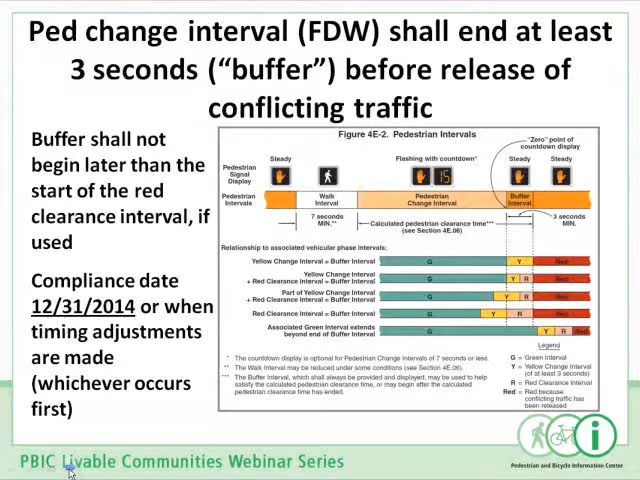 Ped change interval (FDW) shall end at least
3 seconds (“buffer”) before release of
conflicting traffic
Buffer shall not
begin later than the
start of the red
clearance interval, if
used
Compliance date
12/31/2014 or when
timing adjustments
are made
(whichever occurs
first)
Figure 4E-2. Pedestrian Intervals
“Zero” point of
countdown display
Pedestrian
Signal
Display
Steady
Flashing with countdown*
15
Steady
Steady
Pedestrian
Intervals
Walk
Interval
Pedestrian
Change Interval
Buffer
Interval
7 seconds
MIN.**
Calculated pedestrian clearance time***
(see Section 4E.06)
3 seconds
MIN.
Relationship to associated vehicular phase intervals:
Yellow Change Interval = Buffer Interval
G Y Red
Yellow Change Interval
+ Red Clearance Interval = Buffer Interval
G Y R Red
Part of Yellow Change Interval
+ Red Clearance Interval = Buffer Interval
G Y R Red
Red Clearance Interval = Buffer Interval
G Y R Red
Associated Green Interval extends
beyond end of Buffer Interval
G Y R Red
Legend
G = Green Interval
Y = Yellow Change Interval
(of at least 3 seconds)
R = Red Clearance Interval
Red = Red because
conflicting traffic has
been released
* The countdown display is optional for Pedestrian Change Intervals of 7 seconds or less.
** The Walk Interval may be reduced under some conditions (see Section 4E.06).
*** The Buffer Interval, which shall always be provided and displayed, may be used to help
satisfy the calculated pedestrian clearance time, or may begin after the calculated
pedestrian clearance time has ended.
PBIC Livable Communities Webinar Series
i
Pedestrian and Bicycle Information Center